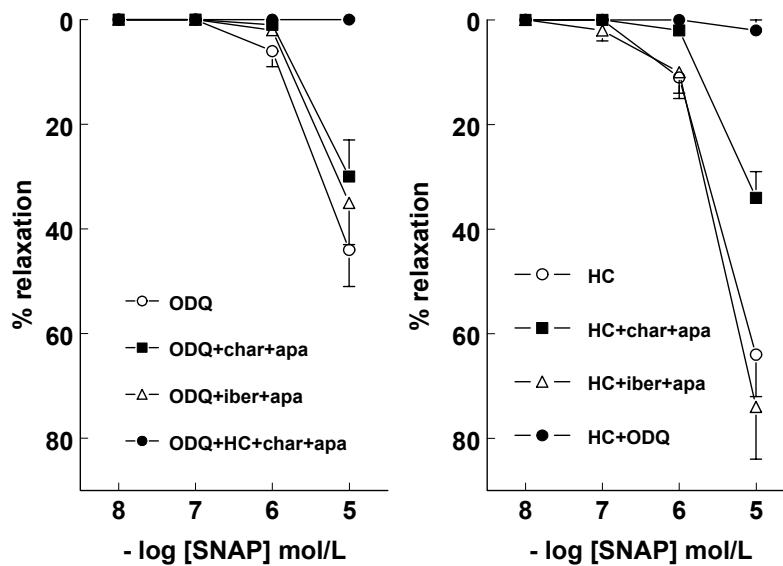 0
20
40
60
80
% relaxation
ODQ
ODQ+char+apa
ODQ+iber+apa
ODQ+HC+char+apa
8 7 6 5
- log [SNAP] mol/L
0
20
40
60
80
% relaxation
HC
HC+char+apa
HC+iber+apa
HC+ODQ
8 7 6 5
- log [SNAP] mol/L